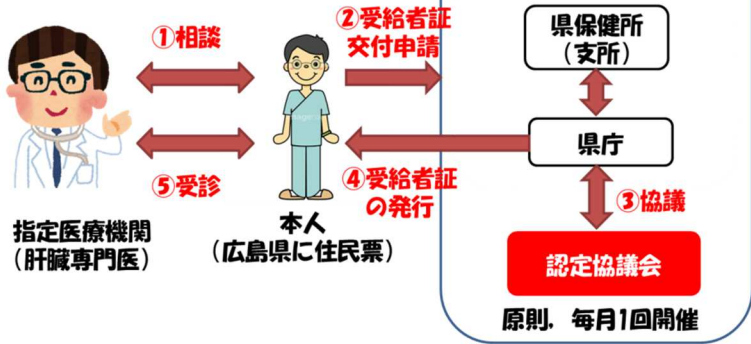 ①相談
②受給者証
交付申請
県保健所
（支所）
県庁
④受給者証
の発行
⑤受診
③協議
指定医療機関
（肝臓専門医）
本人
（広島県に住民票）
認定協議会
原則，毎月1回開催